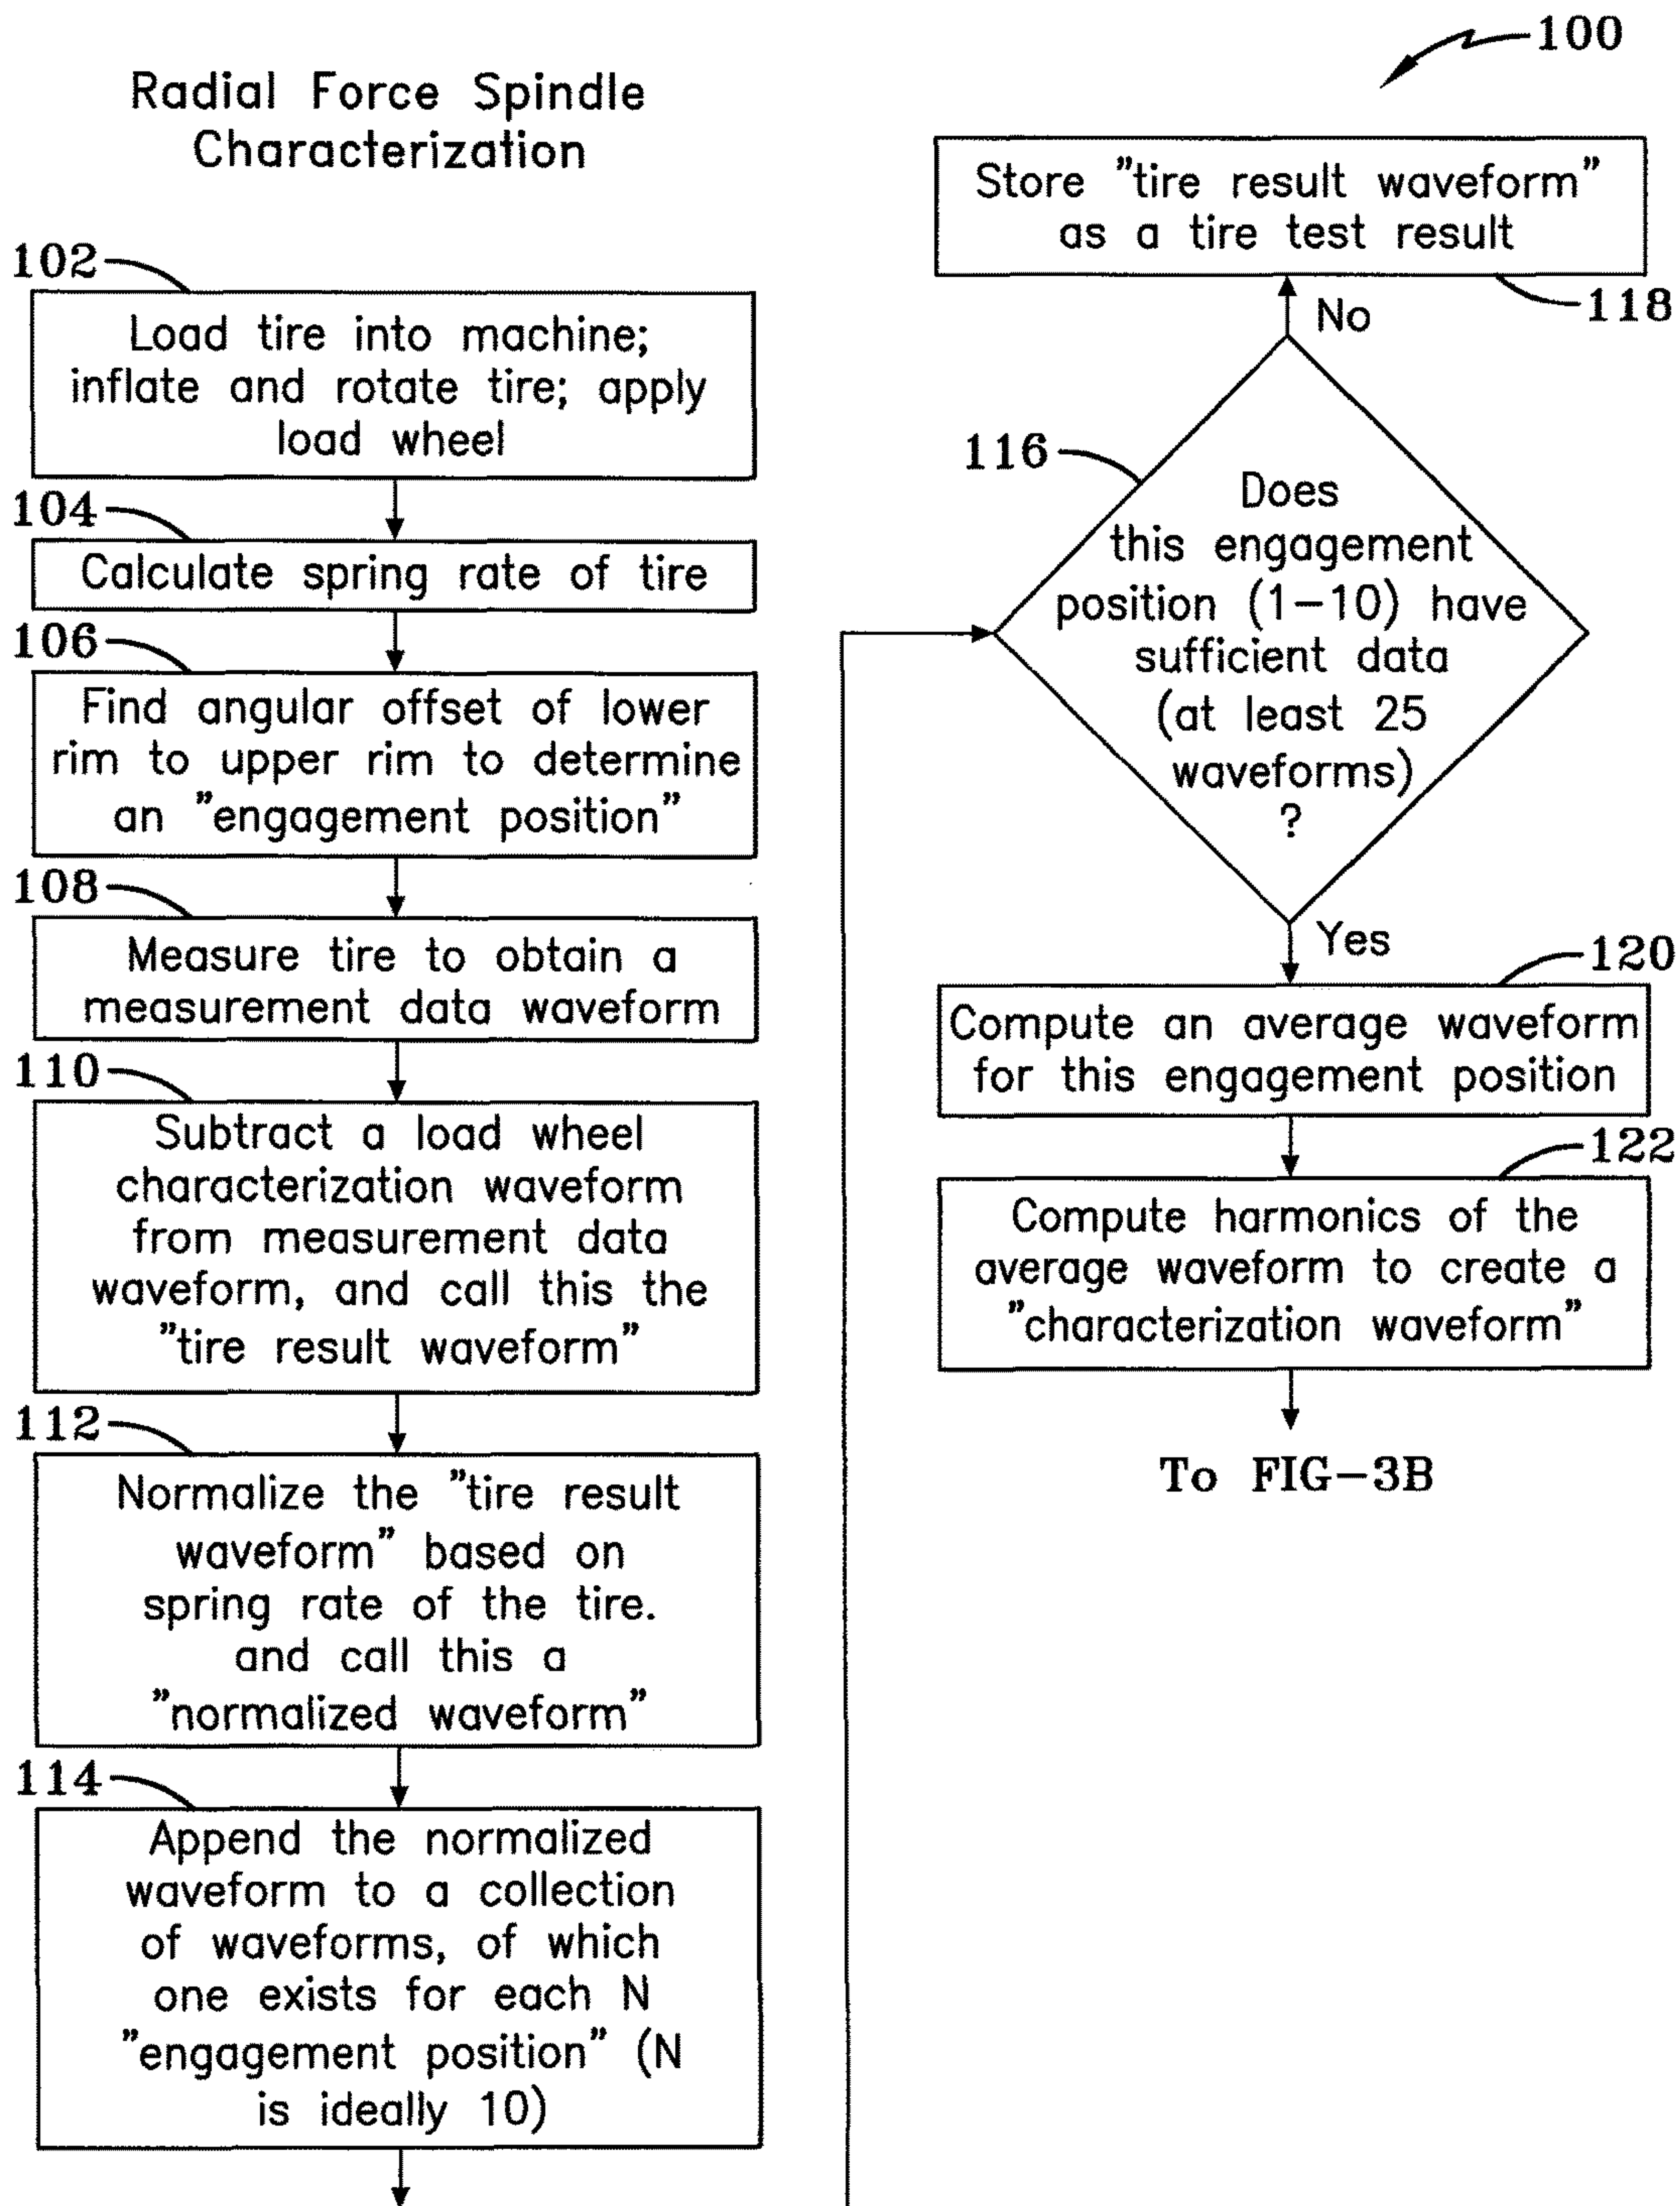 Radial Force Spindle
Characterization
100
102
Load tire into machine;
inflate and rotate tire; apply
load wheel
104
Calculate spring rate of tire
106
Find angular offset of lower
rim to upper rim to determine
an "engagement position"
108
Measure tire to obtain a
measurement data waveform
110
Subtract a load wheel
characterization waveform
from measurement data
waveform, and call this the
"tire result waveform"
112
Normalize the "tire result
waveform" based on
spring rate of the tire.
and call this a
"normalized waveform"
114
Append the normalized
waveform to a collection
of waveforms, of which
one exists for each N
"engagement position" (N
is ideally 10)
Store "tire result waveform"
as a tire test result
118
No
116
Does
this engagement
position (1-10) have
sufficient data
(at least 25
waveforms)
?
Yes
120
Compute an average waveform
for this engagement position
122
Compute harmonics of the
average waveform to create a
"characterization waveform"
To FIG-3B